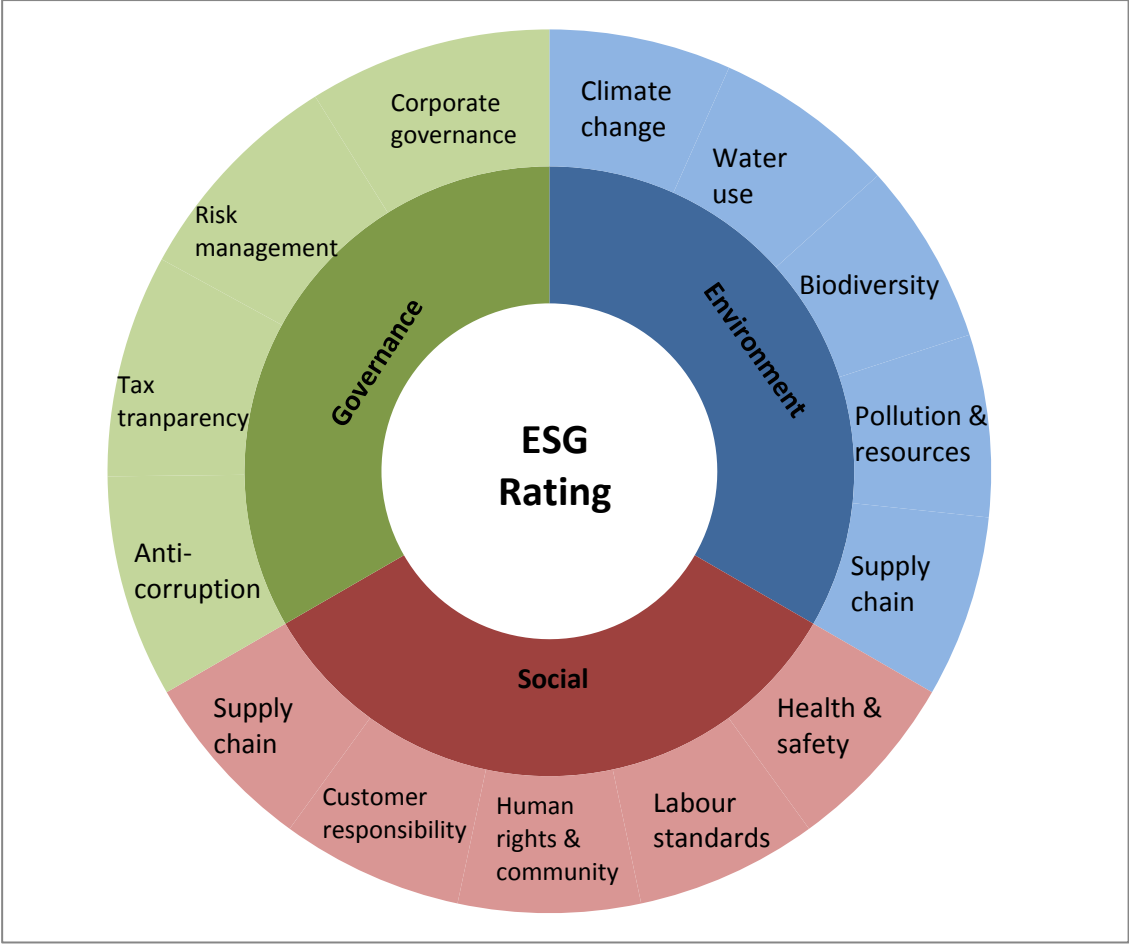 ESG
Rating
Environment
Climate
change
Water
use
Biodiversity
Pollution &
resources
Supply
chain
Social
Health &
safety
Labour
standards
Human
rights &
community
Customer
responsibility
Supply
chain
Governance
Anti-
corruption
Tax
tranparency
Risk
management
Corporate
governance